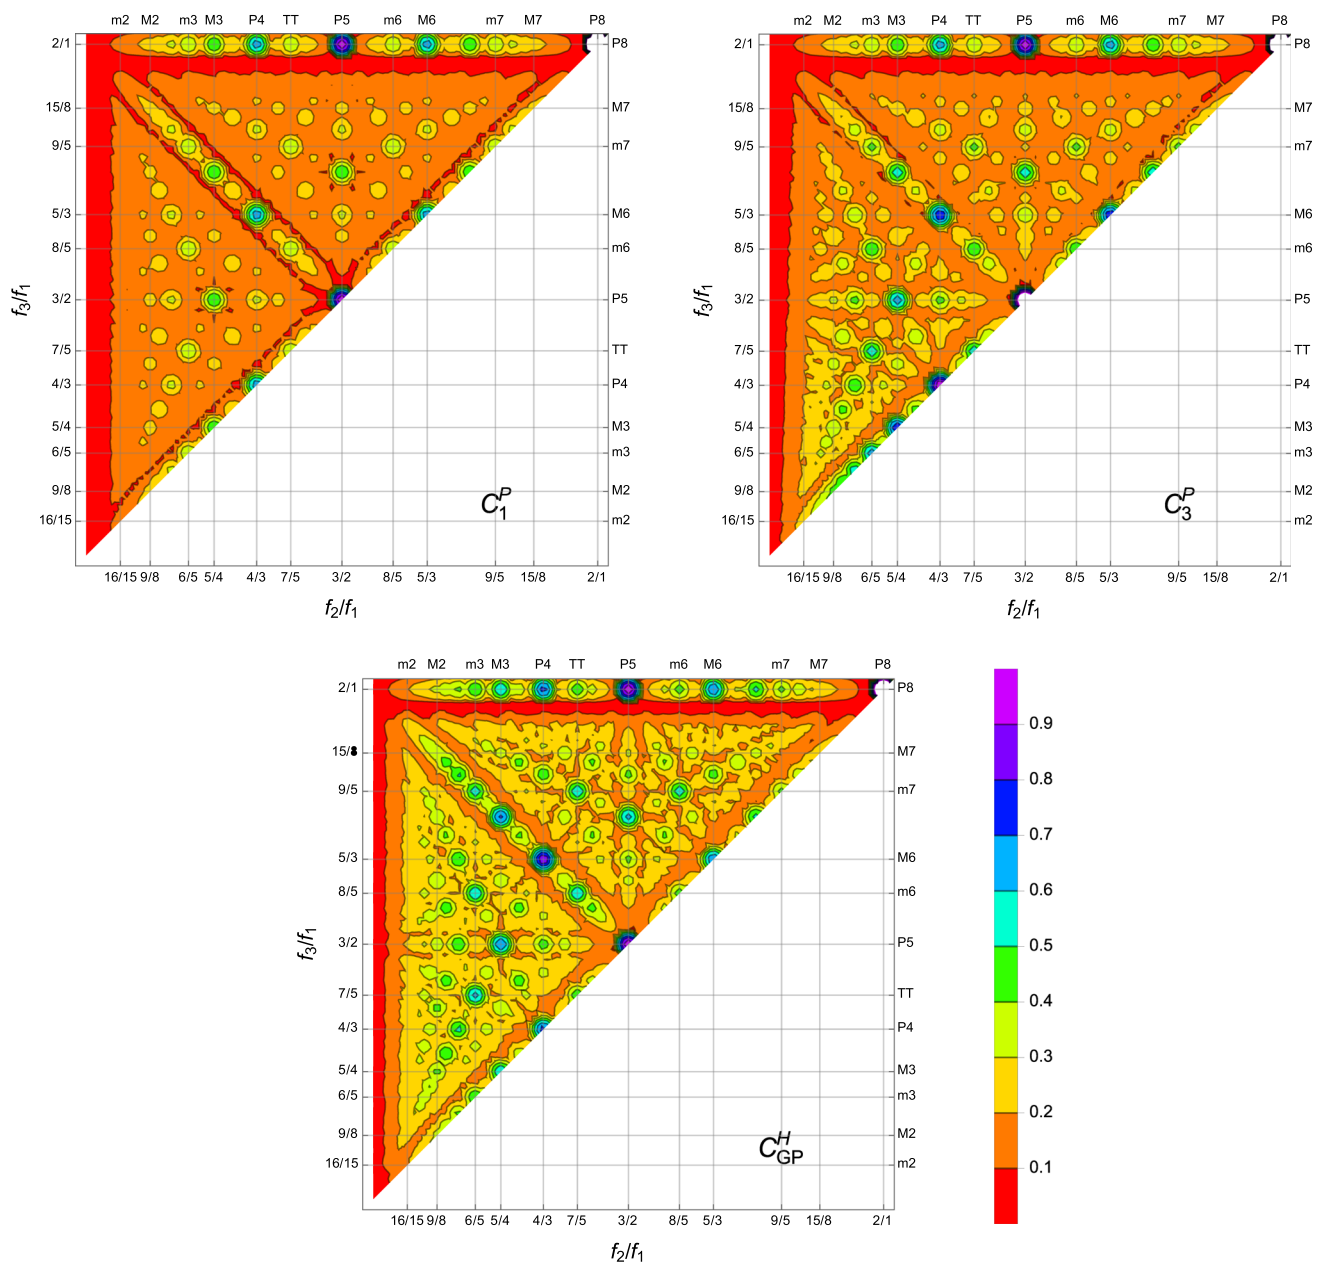 m2 M2 m3 M3 P4 TT P5 m6 M6 m7 M7 P8
2/1 P8
15/8 M7
9/5 m7
5/3 M6
8/5 m6
3/2 P5
7/5 TT
4/3 P4
5/4 M3
6/5 m3
9/8 M2
16/15 m2
f3/f1
C_1^P
16/15 9/8 6/5 5/4 4/3 7/5 3/2 8/5 5/3 9/5 15/8 2/1
f2/f1
m2 M2 m3 M3 P4 TT P5 m6 M6 m7 M7 P8
2/1 P8
15/8 M7
9/5 m7
5/3 M6
8/5 m6
3/2 P5
7/5 TT
4/3 P4
5/4 M3
6/5 m3
9/8 M2
16/15 m2
f3/f1
C_3^P
16/15 9/8 6/5 5/4 4/3 7/5 3/2 8/5 5/3 9/5 15/8 2/1
f2/f1
m2 M2 m3 M3 P4 TT P5 m6 M6 m7 M7 P8
2/1 P8
15/8 M7
9/5 m7
5/3 M6
8/5 m6
3/2 P5
7/5 TT
4/3 P4
5/4 M3
6/5 m3
9/8 M2
16/15 m2
f3/f1
C_GP^H
16/15 9/8 6/5 5/4 4/3 7/5 3/2 8/5 5/3 9/5 15/8 2/1
f2/f1
0.9
0.8
0.7
0.6
0.5
0.4
0.3
0.2
0.1